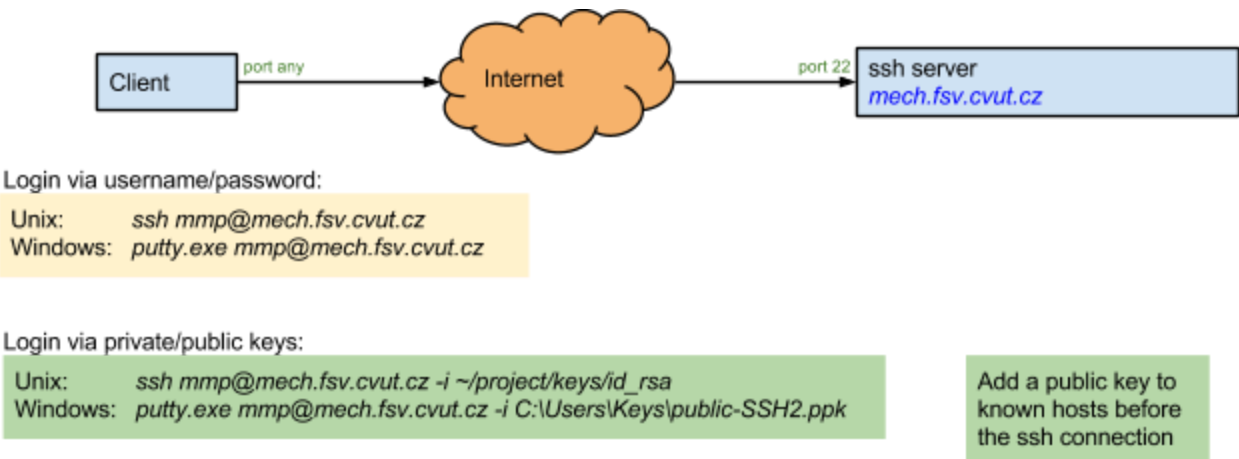 Client
port any
Internet
port 22
ssh server
mech.fsv.cvut.cz
Login via username/password:
Unix: ssh mmp@mech.fsv.cvut.cz
Windows: putty.exe mmp@mech.fsv.cvut.cz
Login via private/public keys:
Unix: ssh mmp@mech.fsv.cvut.cz -i ~/project/keys/id_rsa
Windows: putty.exe mmp@mech.fsv.cvut.cz -i C:\Users\Keys\public-SSH2.ppk
Add a public key to
known hosts before
the ssh connection